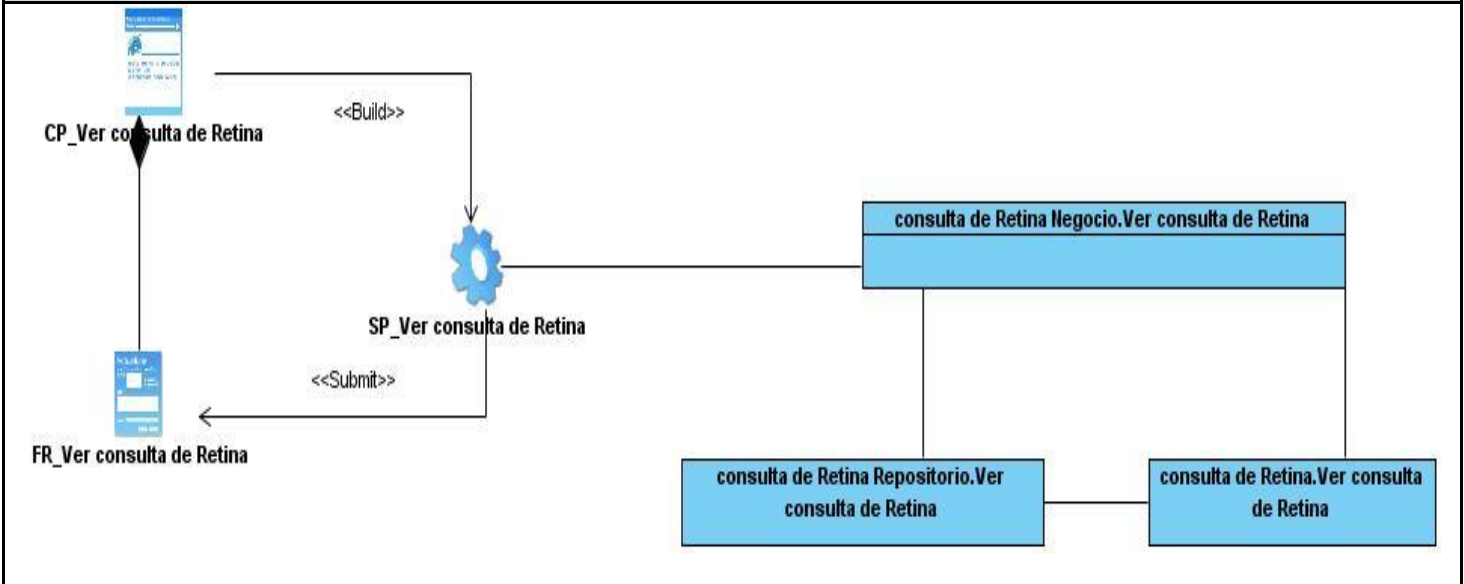 CP_Ver consulta de Retina
<<Build>>
SP_Ver consulta de Retina
<<Submit>>
FR_Ver consulta de Retina
consulta de Retina Negocio.Ver consulta de Retina
consulta de Retina Repositorio.Ver
consulta de Retina
consulta de Retina.Ver consulta
de Retina